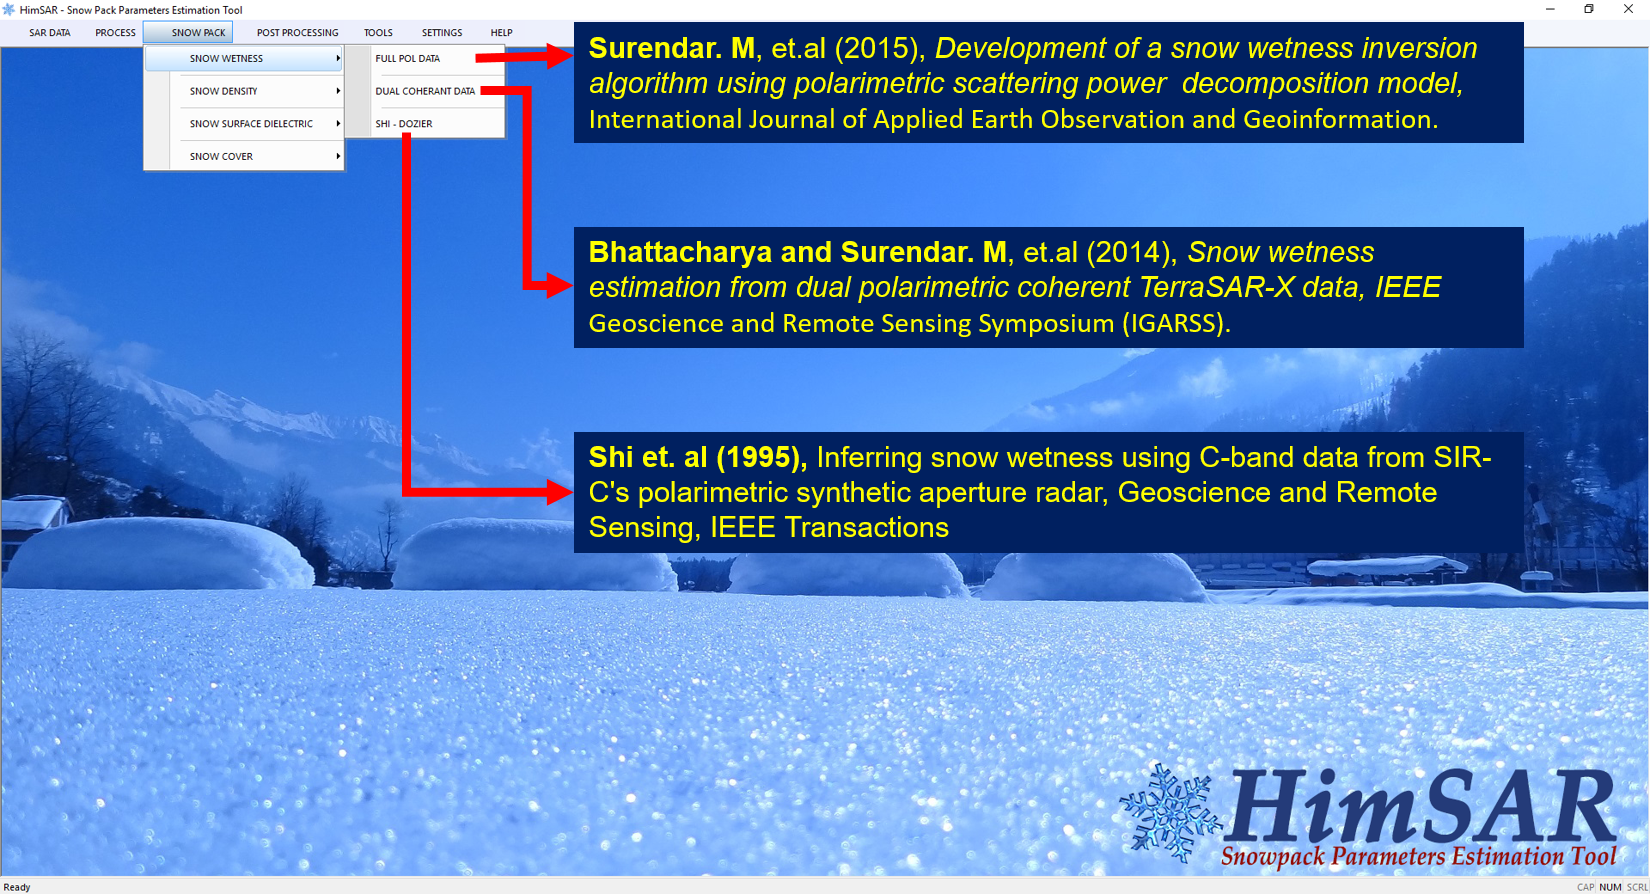 HimSAR - Snow Pack Parameters Estimation Tool
SAR DATA PROCESS SNOW PACK POST PROCESSING TOOLS SETTINGS HELP
SNOW WETNESS
SNOW DENSITY
SNOW SURFACE DIELECTRIC
SNOW COVER
FULL POL DATA
DUAL COHERANT DATA
SHI - DOZIER
Surendar. M, et.al (2015), Development of a snow wetness inversion
algorithm using polarimetric scattering power decomposition model,
International Journal of Applied Earth Observation and Geoinformation.
Bhattacharya and Surendar. M, et.al (2014), Snow wetness
estimation from dual polarimetric coherent TerraSAR-X data, IEEE
Geoscience and Remote Sensing Symposium (IGARSS).
Shi et. al (1995), Inferring snow wetness using C-band data from SIR-
C's polarimetric synthetic aperture radar, Geoscience and Remote
Sensing, IEEE Transactions
HimSAR
Snowpack Parameters Estimation Tool
Ready CAP NUM SCRL